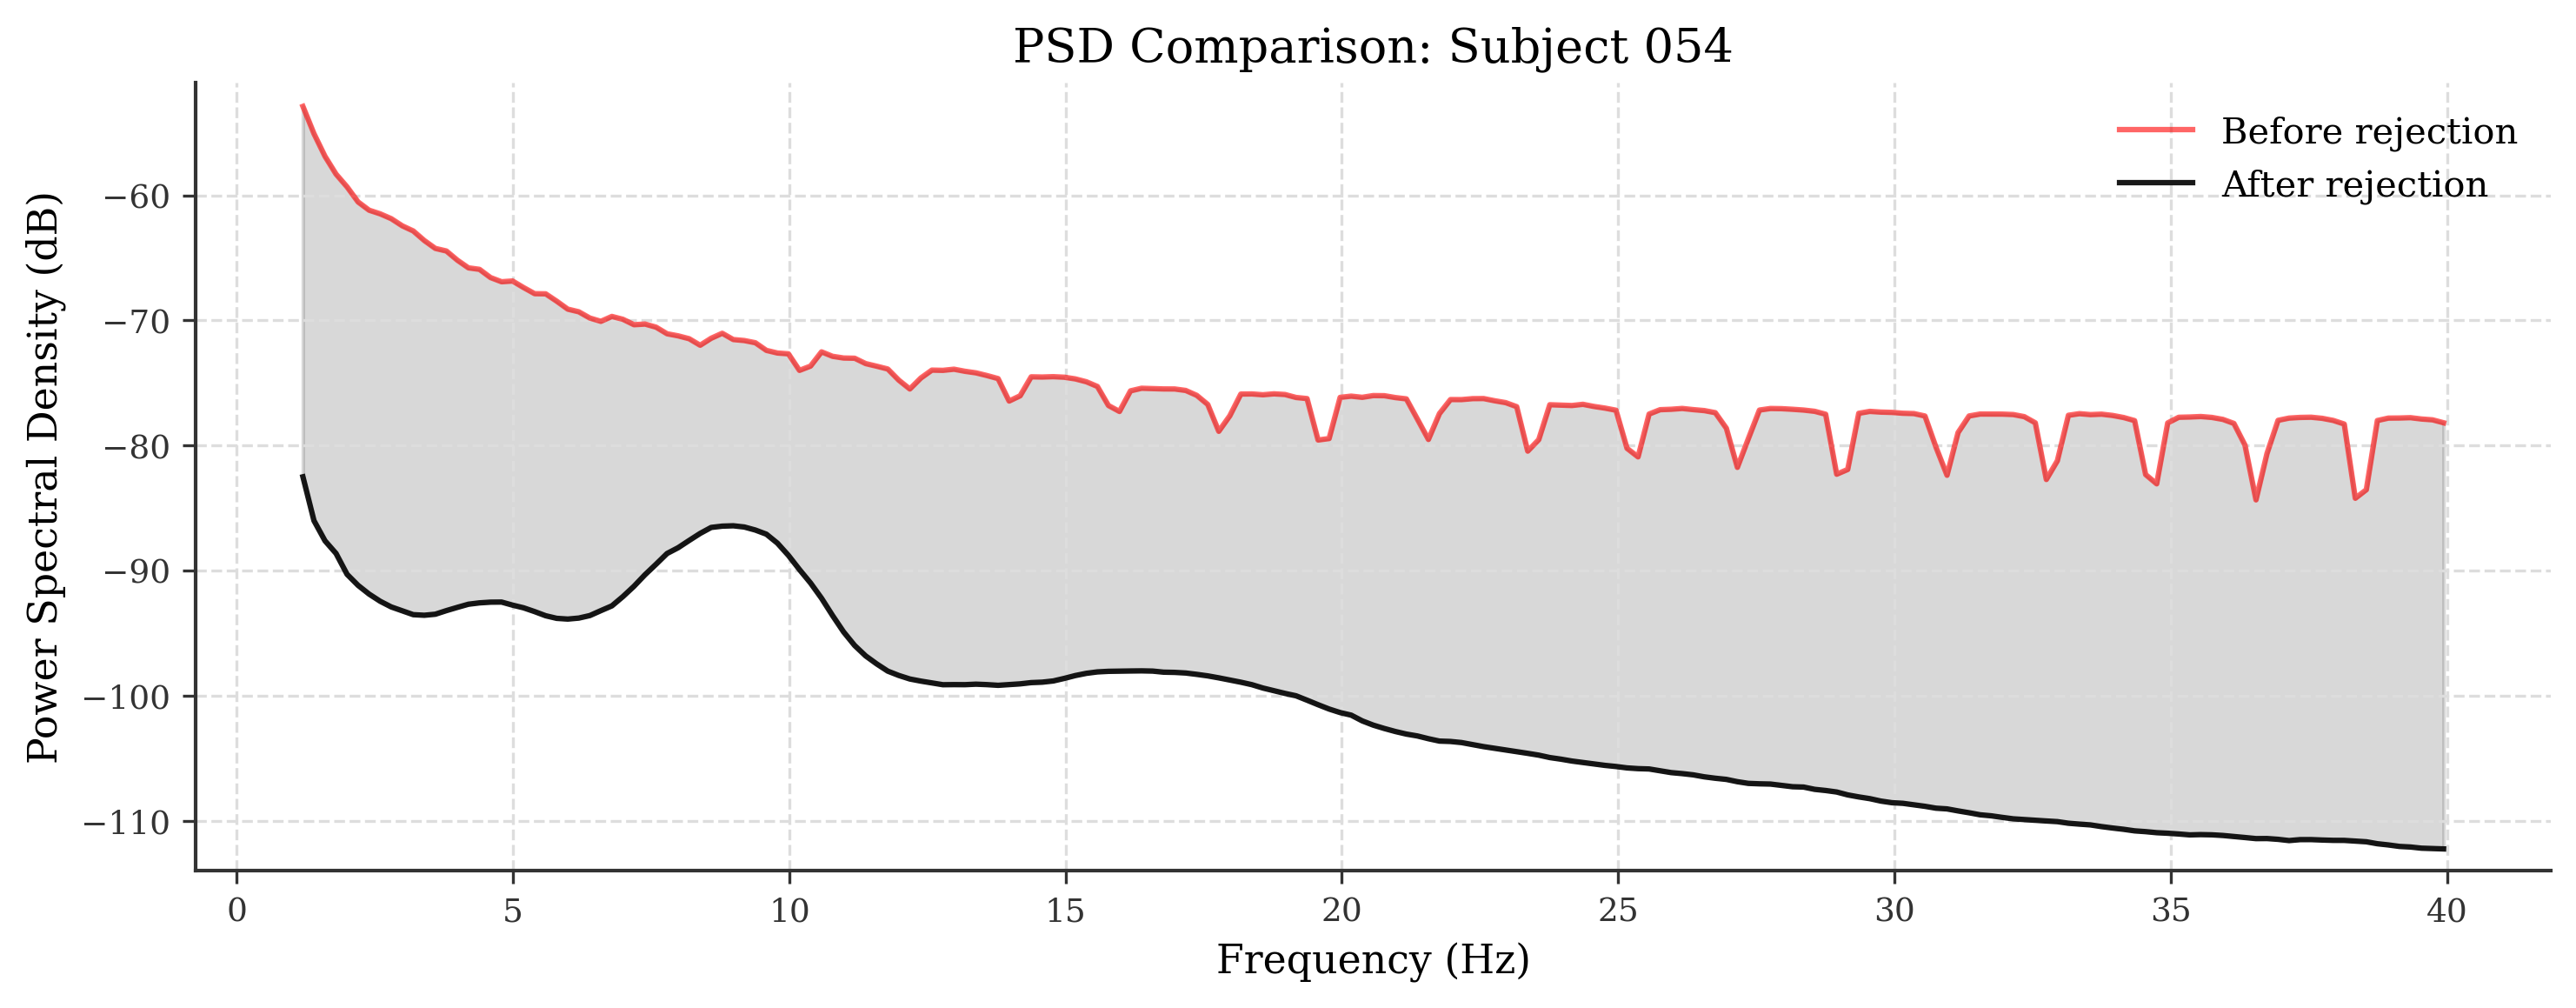 PSD Comparison: Subject 054
Before rejection
After rejection
Power Spectral Density (dB)
−60
−70
−80
−90
−100
−110
0 5 10 15 20 25 30 35 40
Frequency (Hz)